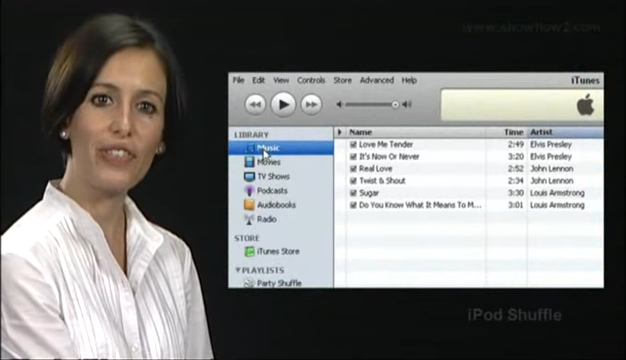 www.showhow2.com
File Edit View Controls Store Advanced Help iTunes
LIBRARY
Music
Movies
TV Shows
Podcasts
Audiobooks
Radio
STORE
iTunes Store
PLAYLISTS
Party Shuffle
Name Time Artist
Love Me Tender 2:49 Elvis Presley
It's Now Or Never 3:20 Elvis Presley
Real Love 2:52 John Lennon
Twist & Shout 2:34 John Lennon
Sugar 3:30 Louis Armstrong
Do You Know What It Means To M... 3:01 Louis Armstrong
iPod Shuffle